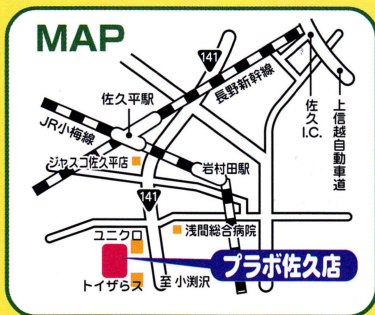 MAP
141
長野新幹線
佐久平駅
JR小梅線
ジャスコ佐久平店
岩村田駅
佐久I.C.
上信越自動車道
141
ユニクロ
浅間総合病院
プラボ佐久店
トイザらス
至 小渕沢